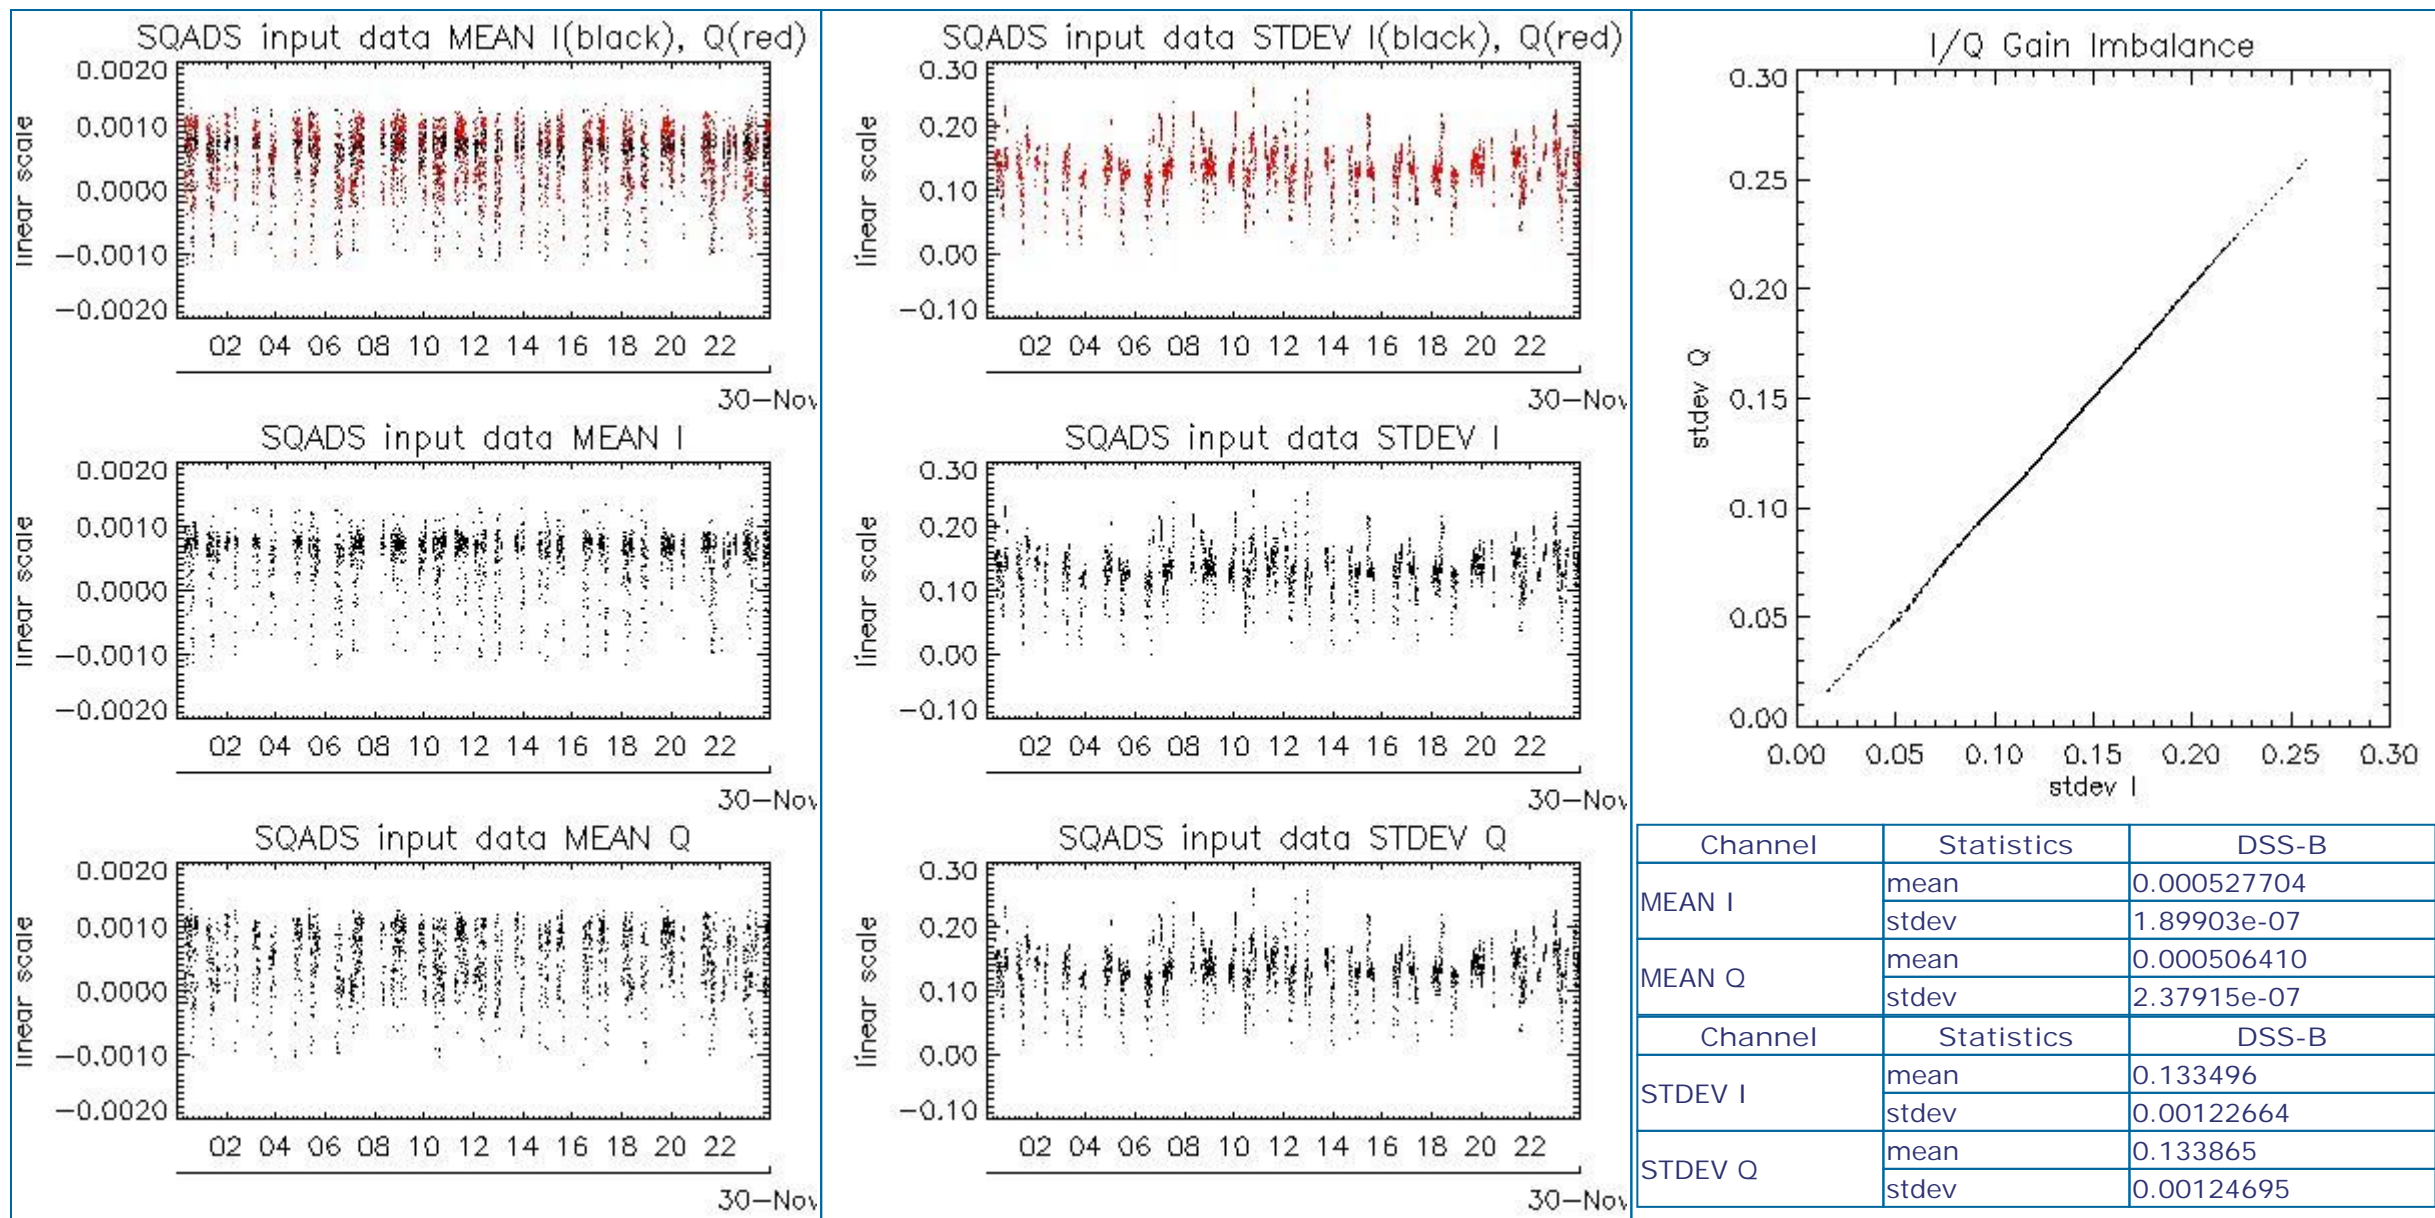 SQADS input data MEAN I(black), Q(red)
linear scale
0.0020
0.0010
0.0000
−0.0010
−0.0020
02 04 06 08 10 12 14 16 18 20 22
30−Nov
SQADS input data MEAN I
linear scale
0.0020
0.0010
0.0000
−0.0010
−0.0020
02 04 06 08 10 12 14 16 18 20 22
30−Nov
SQADS input data MEAN Q
linear scale
0.0020
0.0010
0.0000
−0.0010
−0.0020
02 04 06 08 10 12 14 16 18 20 22
30−Nov
SQADS input data STDEV I(black), Q(red)
linear scale
0.30
0.20
0.10
0.00
−0.10
02 04 06 08 10 12 14 16 18 20 22
30−Nov
SQADS input data STDEV I
linear scale
0.30
0.20
0.10
0.00
−0.10
02 04 06 08 10 12 14 16 18 20 22
30−Nov
SQADS input data STDEV Q
linear scale
0.30
0.20
0.10
0.00
−0.10
02 04 06 08 10 12 14 16 18 20 22
30−Nov
I/Q Gain Imbalance
stdev Q
0.30
0.25
0.20
0.15
0.10
0.05
0.00
0.00 0.05 0.10 0.15 0.20 0.25 0.30
stdev I
Channel Statistics DSS-B
MEAN I
mean 0.000527704
stdev 1.89903e-07
MEAN Q
mean 0.000506410
stdev 2.37915e-07
Channel Statistics DSS-B
STDEV I
mean 0.133496
stdev 0.00122664
STDEV Q
mean 0.133865
stdev 0.00124695